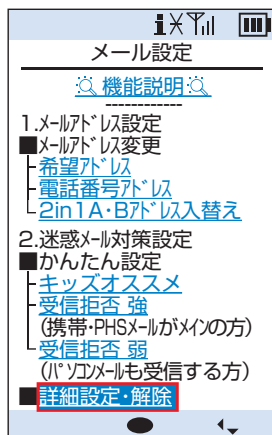 メール設定
機能説明
------------
1.ﾒｰﾙｱﾄﾞﾚｽ設定
■ﾒｰﾙｱﾄﾞﾚｽ変更
├希望ｱﾄﾞﾚｽ
├電話番号ｱﾄﾞﾚｽ
└2in1A･Bｱﾄﾞﾚｽ入替え
2.迷惑ﾒｰﾙ対策設定
■かんたん設定
├キッズオススメ
├受信拒否 強
(携帯･PHSﾒｰﾙがﾒｲﾝの方)
└受信拒否 弱
(ﾊﾟｿｺﾝﾒｰﾙも受信する方)
■詳細設定･解除